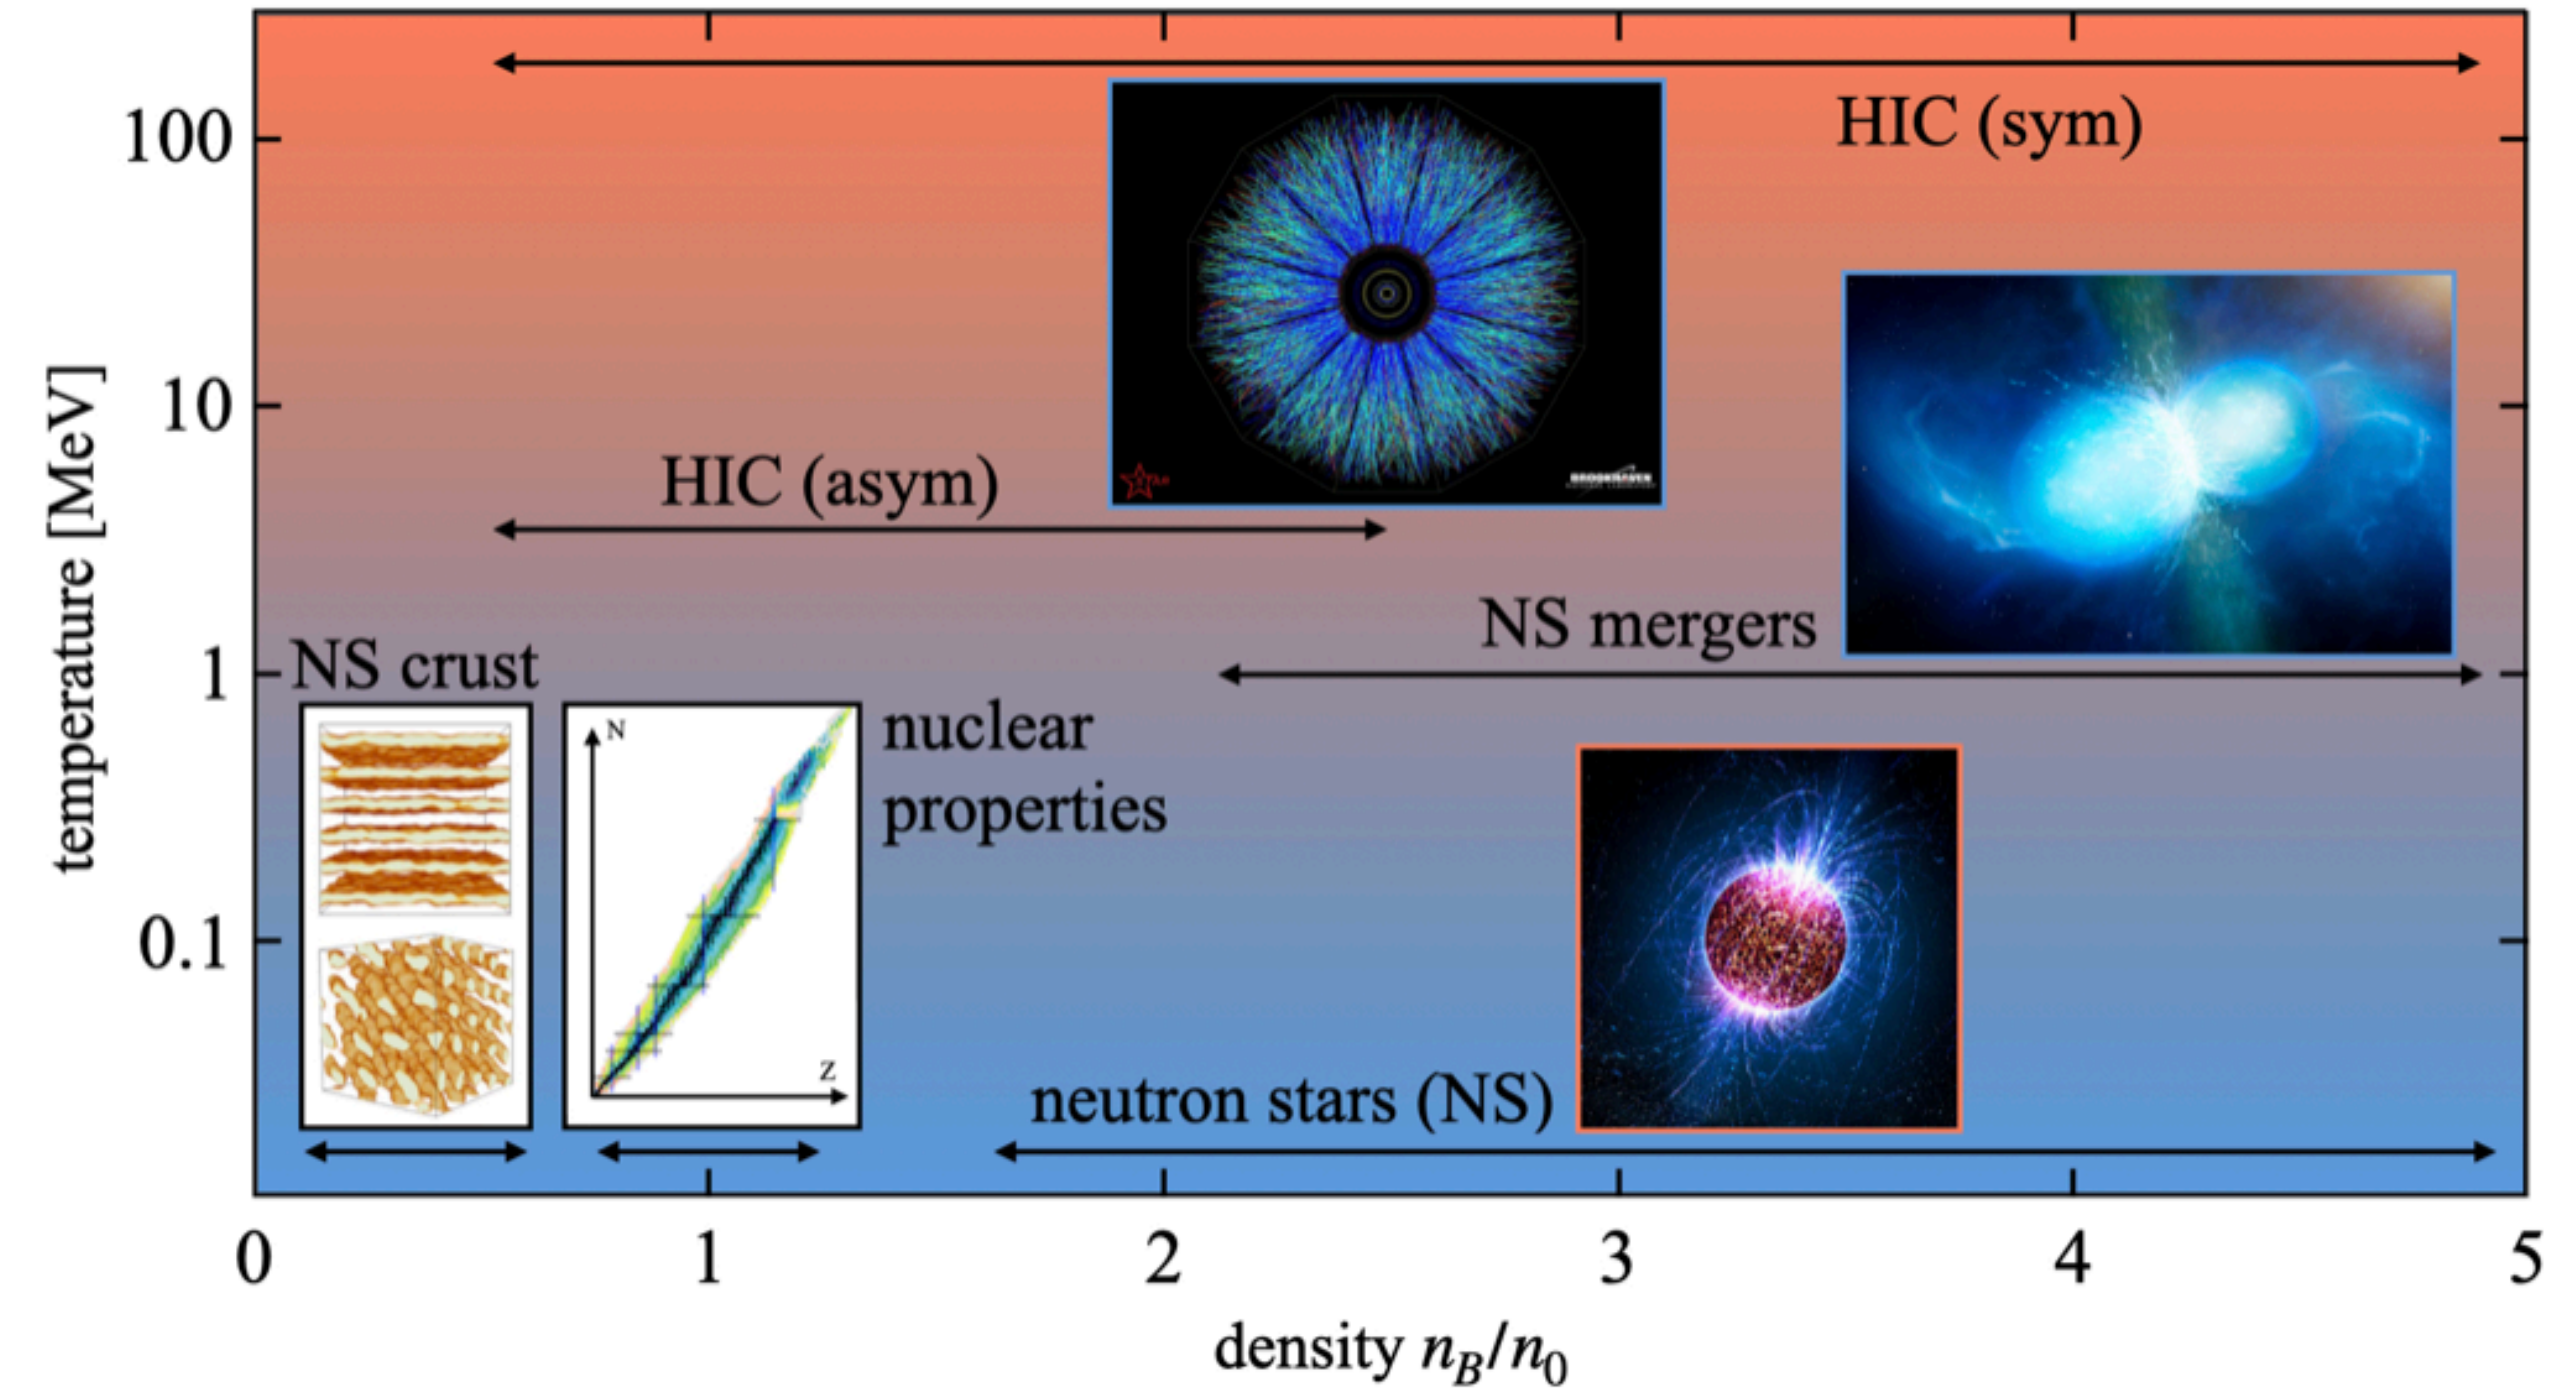 HIC (sym)
100
10
HIC (asym)
BROOKHAVEN
temperature [MeV]
NS mergers
1
NS crust
nuclear
properties
N
Z
0.1
neutron stars (NS)
0 1 2 3 4 5
density n_B/n_0